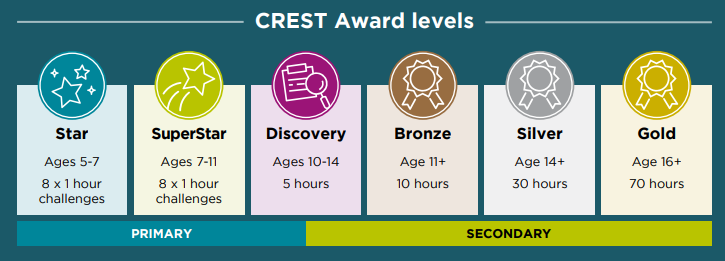 CREST Award levels
Star
Ages 5-7
8 x 1 hour
challenges
SuperStar
Ages 7-11
8 x 1 hour
challenges
Discovery
Ages 10-14
5 hours
Bronze
Age 11+
10 hours
Silver
Age 14+
30 hours
Gold
Age 16+
70 hours
PRIMARY
SECONDARY